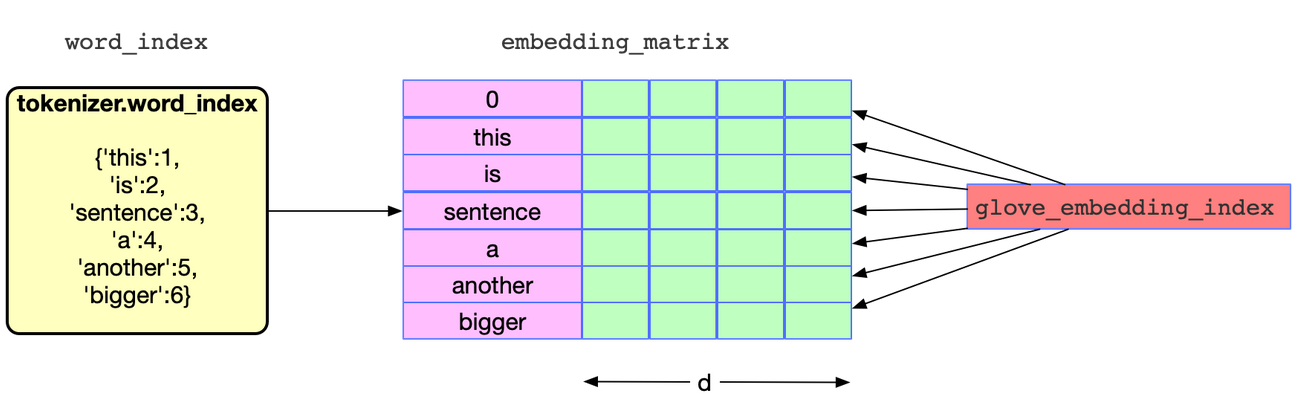 word_index
embedding_matrix
tokenizer.word_index
{'this':1,
'is':2,
'sentence':3,
'a':4,
'another':5,
'bigger':6}
0
this
is
sentence
a
another
bigger
glove_embedding_index
d